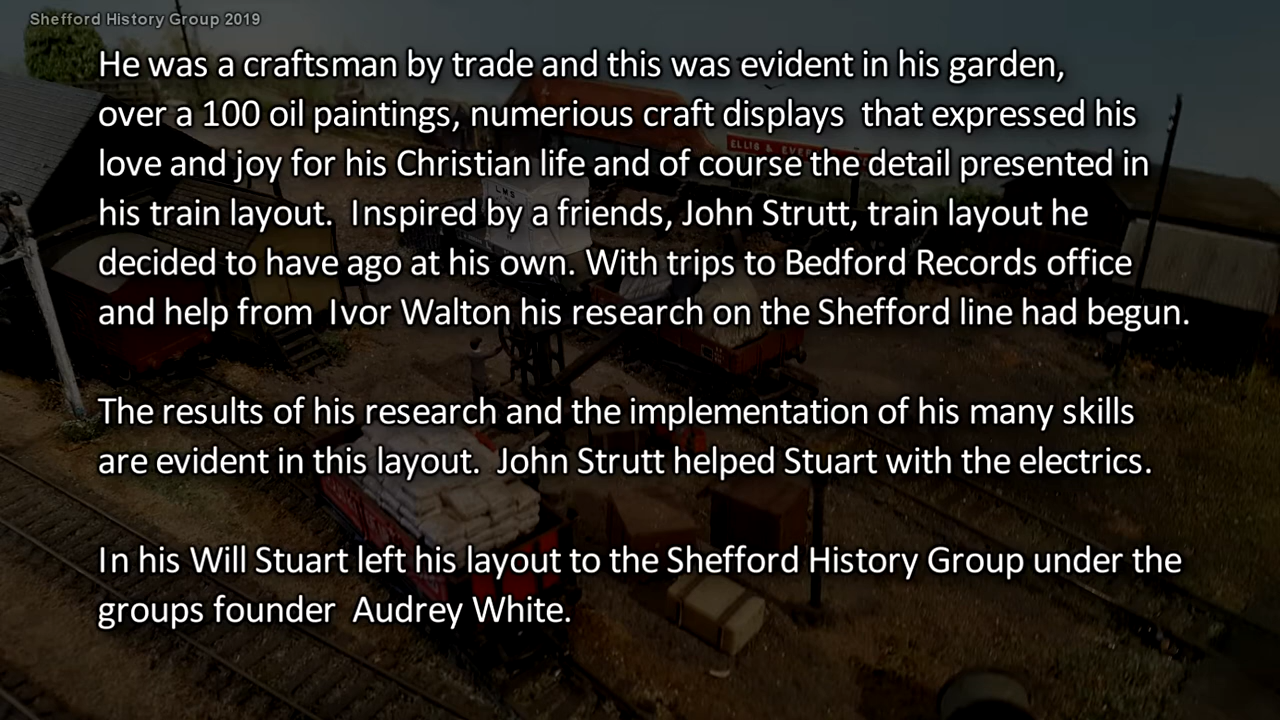 Shefford History Group 2019
He was a craftsman by trade and this was evident in his garden,
over a 100 oil paintings, numerious craft displays that expressed his
ELLIS & EVER
love and joy for his Christian life and of course the detail presented in
LMS
his train layout. Inspired by a friends, John Strutt, train layout he
decided to have ago at his own. With trips to Bedford Records office
and help from Ivor Walton his research on the Shefford line had begun.
The results of his research and the implementation of his many skills
are evident in this layout. John Strutt helped Stuart with the electrics.
In his Will Stuart left his layout to the Shefford History Group under the
groups founder Audrey White.